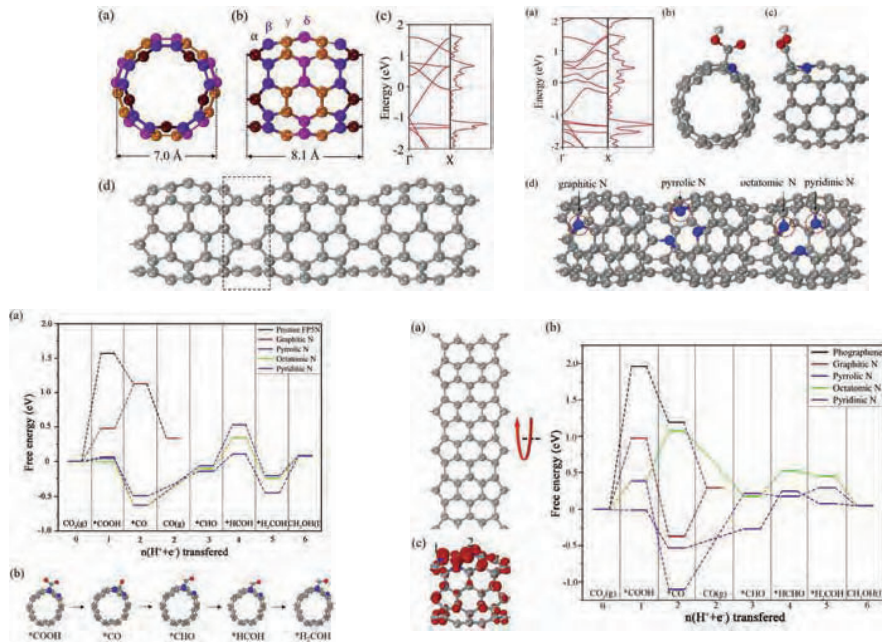 (a)
(b)
α β γ δ
7.0 Å
8.1 Å
(c)
Energy (eV)
2
1
0
-1
-2
Γ X
(d)
(a)
Energy (eV)
2
1
0
-1
-2
Γ X
(b)
(c)
(d)
graphitic N
pyrrolic N
octatomic N
pyridinic N
(a)
Free energy (eV)
2.0
1.5
1.0
0.5
0
-0.5
-1.0
Pristine FP5N
Graphitic N
Pyrrolic N
Octatomic N
Pyridinic N
CO₂(g) *COOH *CO CO(g) *CHO *HCOH *H₂COH CH₃OH(l)
0 1 2 3 4 5 6
n(H⁺+e⁻) transfered
(b)
*COOH *CO *CHO *HCOH *H₂COH
(a)
(c)
(b)
Free energy (eV)
2.0
1.5
1.0
0.5
0
-0.5
-1.0
Phographene
Graphitic N
Pyrrolic N
Octatomic N
Pyridinic N
CO₂(g) *COOH *CO CO(g) *CHO *HCHO *H₂COH CH₃OH(l)
0 1 2 3 4 5 6
n(H⁺+e⁻) transfered